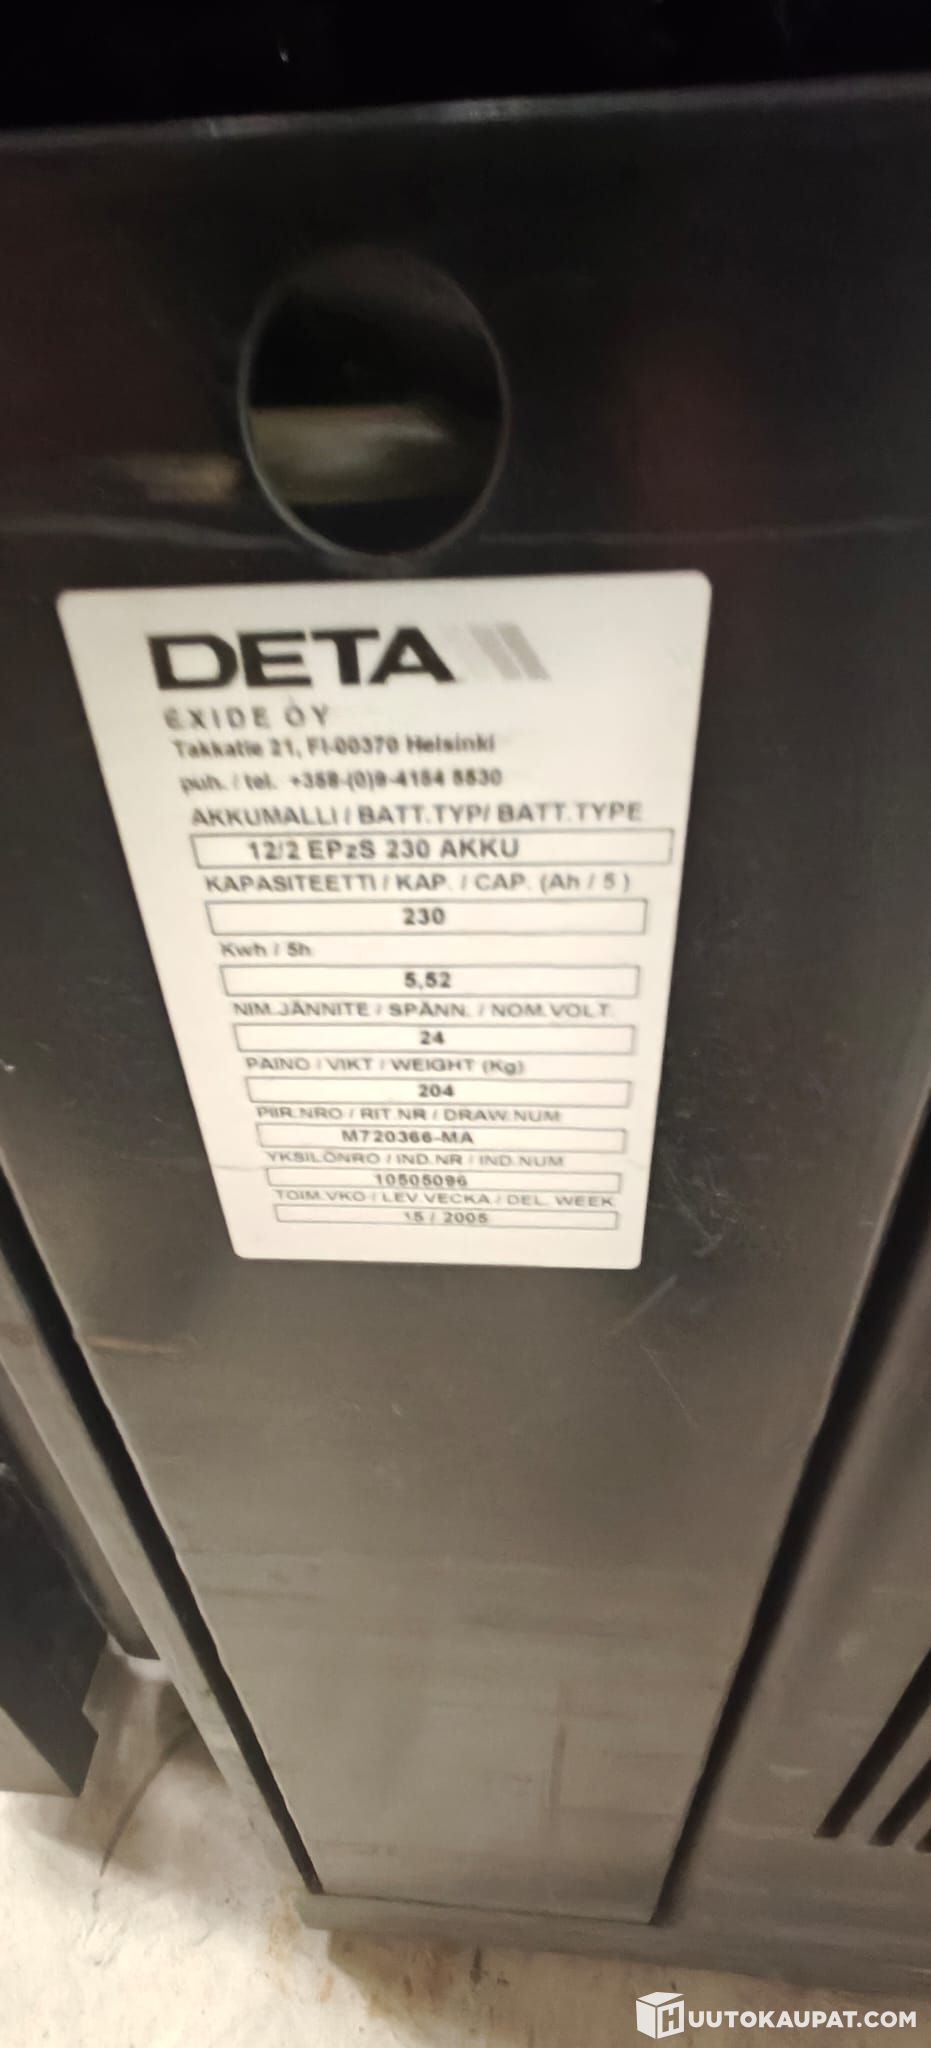 DETA
EXIDE OY
Takkatie 21, FI-00370 Helsinki
puh. / tel. +358-(0)9-4154 5530
AKKUMALLI / BATT.TYP/ BATT.TYPE
12/2 EPzS 230 AKKU
KAPASITEETTI / KAP. / CAP. (Ah / 5 )
230
Kwh / 5h
5,52
NIM.JÄNNITE / SPÄNN. / NOM.VOLT.
24
PAINO / VIKT / WEIGHT (Kg)
204
PIIR.NRO / RIT.NR / DRAW.NUM
M720366-MA
YKSILÖNRO / IND.NR / IND.NUM
10505096
TOIM.VKO / LEV.VECKA / DEL. WEEK
15 / 2005
HUUTOKAUPAT.COM